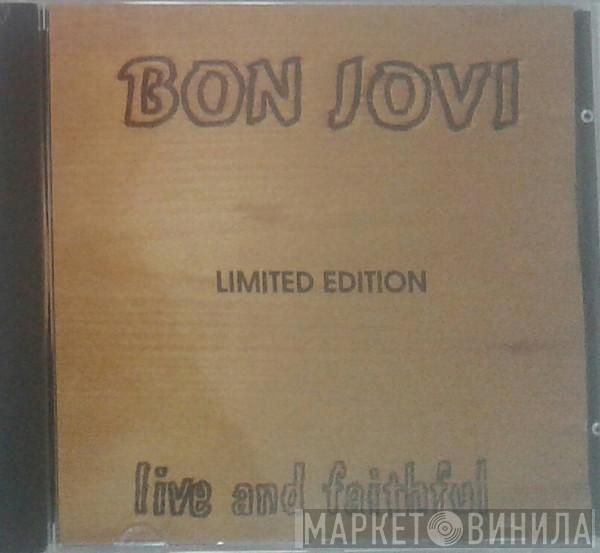 BON JOVI
LIMITED EDITION
live and faithful
МАРКЕТ ВИНИЛА